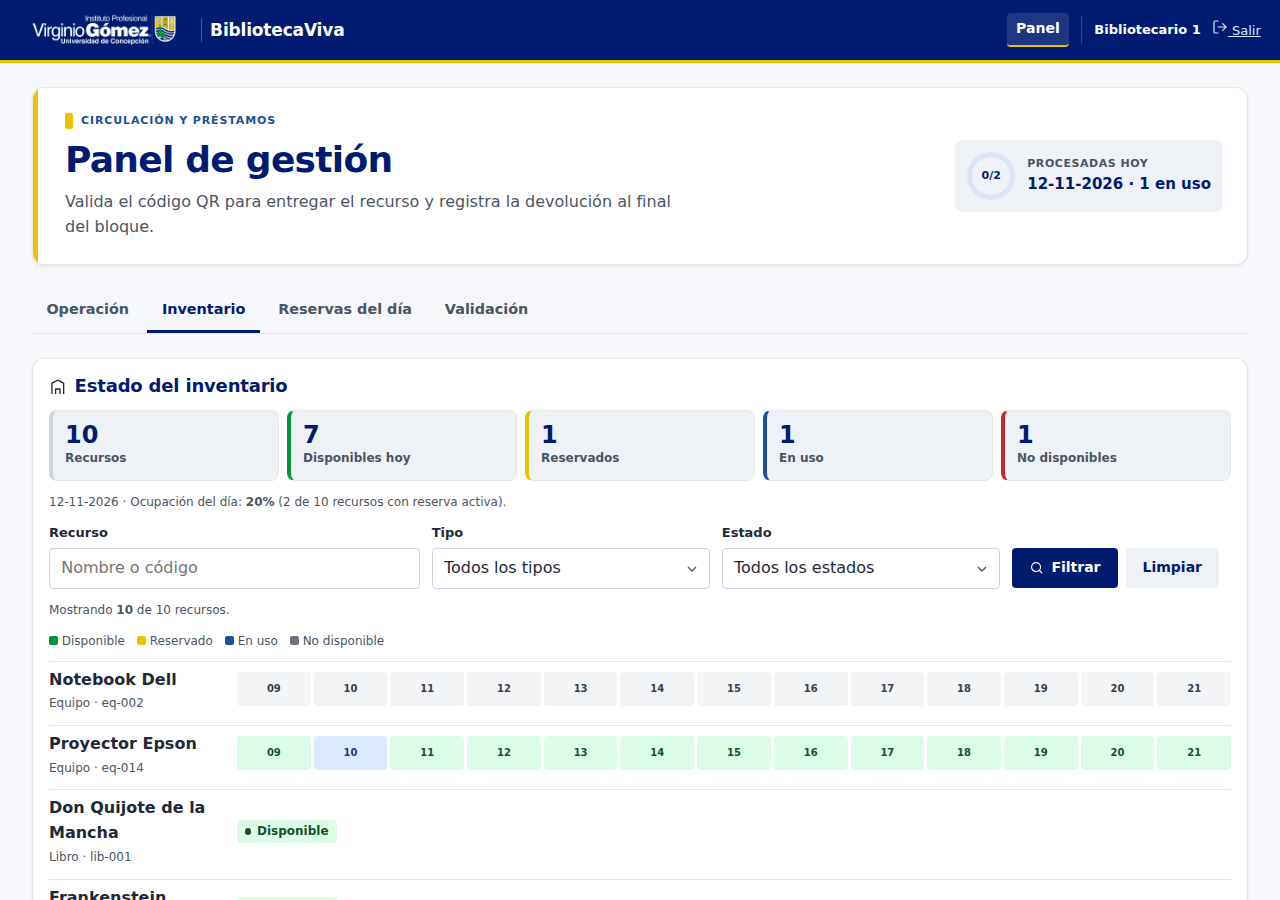 Instituto Profesional
VirginioGómez
Universidad de Concepción
BibliotecaViva
Panel
Bibliotecario 1
Salir
CIRCULACIÓN Y PRÉSTAMOS
Panel de gestión
Valida el código QR para entregar el recurso y registra la devolución al final
del bloque.
0/2
PROCESADAS HOY
12-11-2026 · 1 en uso
Operación
Inventario
Reservas del día
Validación
Estado del inventario
10
Recursos
7
Disponibles hoy
1
Reservados
1
En uso
1
No disponibles
12-11-2026 · Ocupación del día: 20% (2 de 10 recursos con reserva activa).
Recurso
Tipo
Estado
Nombre o código
Todos los tipos
Todos los estados
Filtrar
Limpiar
Mostrando 10 de 10 recursos.
Disponible
Reservado
En uso
No disponible
Notebook Dell
Equipo · eq-002
09 10 11 12 13 14 15 16 17 18 19 20 21
Proyector Epson
Equipo · eq-014
09 10 11 12 13 14 15 16 17 18 19 20 21
Don Quijote de la
Mancha
Libro · lib-001
Disponible
Frankenstein